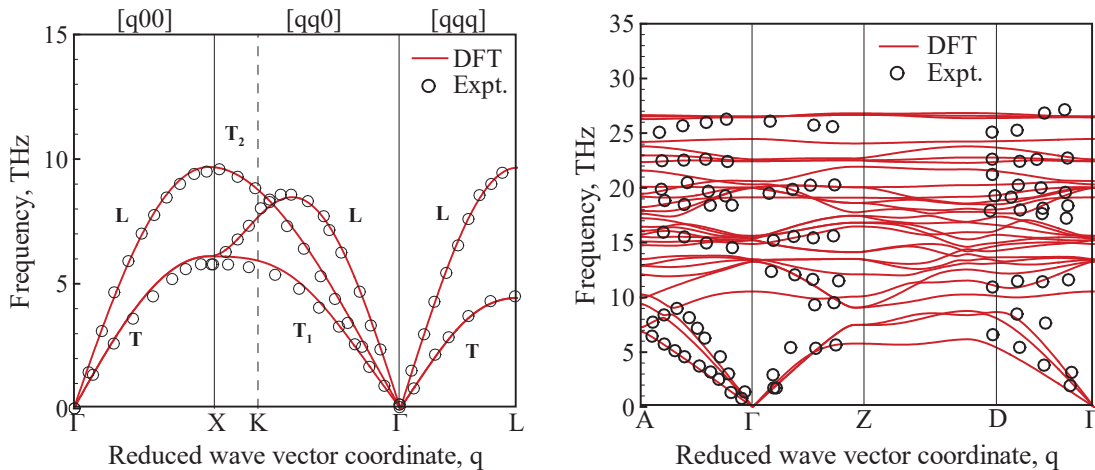 [q00] [qq0] [qqq]
15
10
5
0
Frequency, THz
DFT
Expt.
T2
L
L
L
T
T1
T
Γ X K Γ L
Reduced wave vector coordinate, q
35
30
25
20
15
10
5
0
Frequency, THz
DFT
Expt.
A Γ Z D Γ
Reduced wave vector coordinate, q